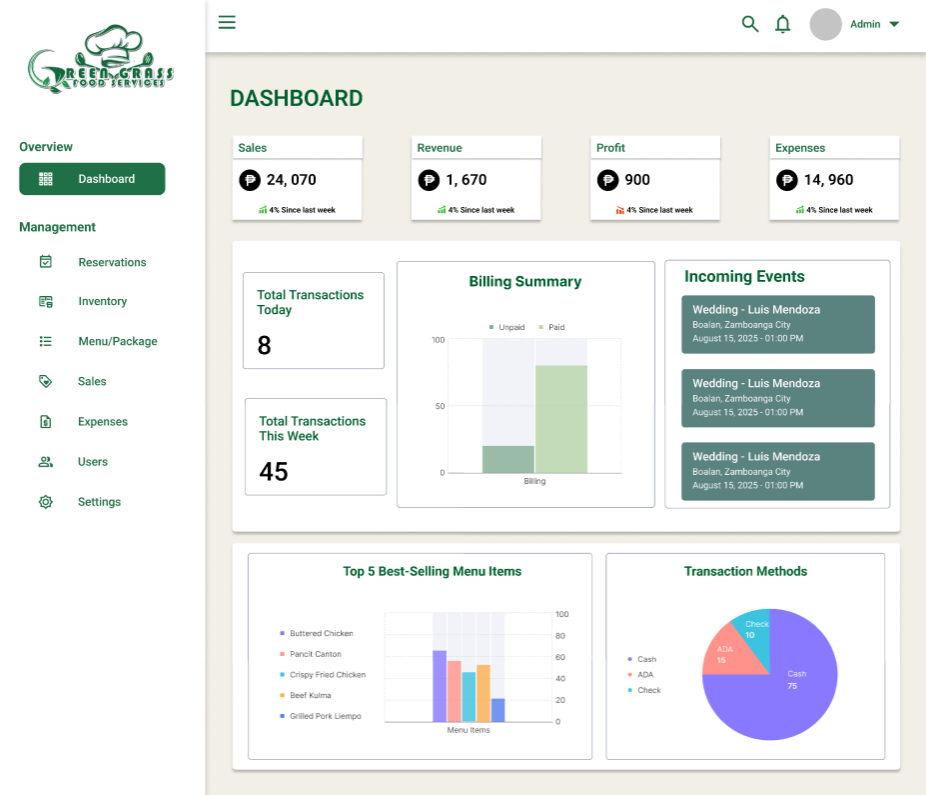 GREEN GRASS
FOOD SERVICES
Admin
Overview
Dashboard
Management
Reservations
Inventory
Menu/Package
Sales
Expenses
Users
Settings
DASHBOARD
Sales
₱ 24, 070
4% Since last week
Revenue
₱ 1, 670
4% Since last week
Profit
₱ 900
4% Since last week
Expenses
₱ 14, 960
4% Since last week
Total Transactions
Today
8
Total Transactions
This Week
45
Billing Summary
Unpaid Paid
100
50
0
Billing
Incoming Events
Wedding - Luis Mendoza
Boalan, Zamboanga City
August 15, 2025 - 01:00 PM
Wedding - Luis Mendoza
Boalan, Zamboanga City
August 15, 2025 - 01:00 PM
Wedding - Luis Mendoza
Boalan, Zamboanga City
August 15, 2025 - 01:00 PM
Top 5 Best-Selling Menu Items
Buttered Chicken
Pancit Canton
Crispy Fried Chicken
Beef Kulma
Grilled Pork Liempo
100
80
60
40
20
0
Menu Items
Transaction Methods
Cash
ADA
Check
Check
10
ADA
15
Cash
75